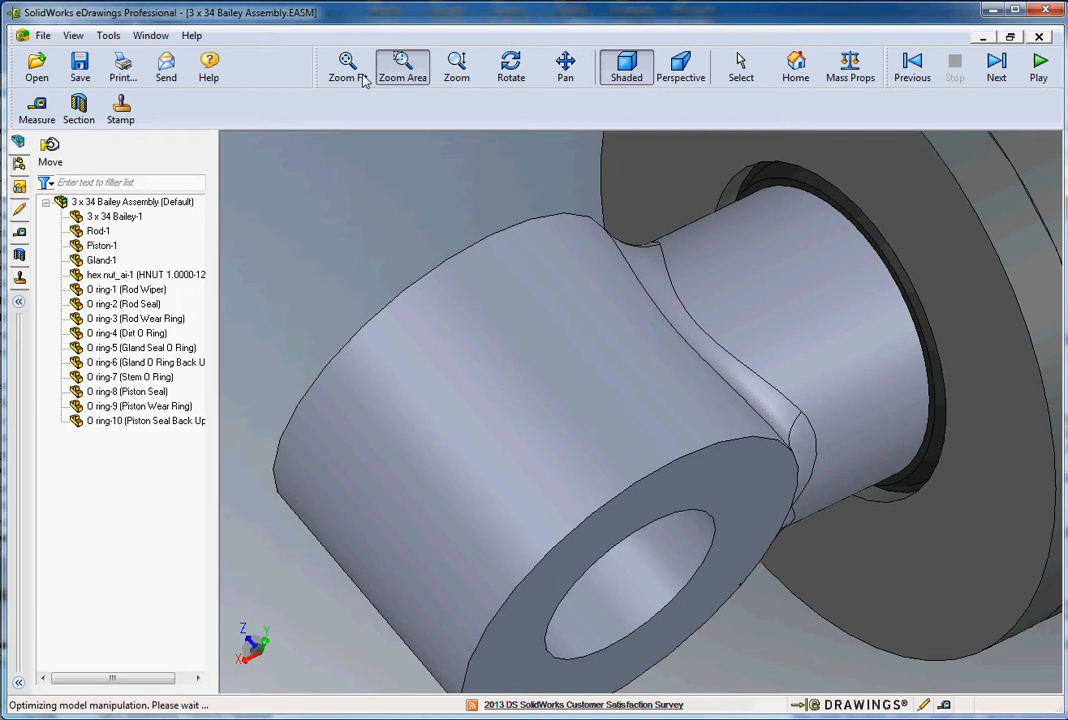 SolidWorks eDrawings Professional - [3 x 34 Bailey Assembly.EASM]
File View Tools Window Help
Open Save Print... Send Help Zoom Fit Zoom Area Zoom Rotate Pan Shaded Perspective Select Home Mass Props Previous Stop Next Play
Measure Section Stamp
Move
Enter text to filter list
3 x 34 Bailey Assembly (Default)
3 x 34 Bailey-1
Rod-1
Piston-1
Gland-1
hex nut_ai-1 (HNUT 1.0000-12
O ring-1 (Rod Wiper)
O ring-2 (Rod Seal)
O ring-3 (Rod Wear Ring)
O ring-4 (Dirt O Ring)
O ring-5 (Gland Seal O Ring)
O ring-6 (Gland O Ring Back U
O ring-7 (Stem O Ring)
O ring-8 (Piston Seal)
O ring-9 (Piston Wear Ring)
O ring-10 (Piston Seal Back Up
Z
Y
X
Optimizing model manipulation. Please wait ...
2013 DS SolidWorks Customer Satisfaction Survey
DRAWINGS®